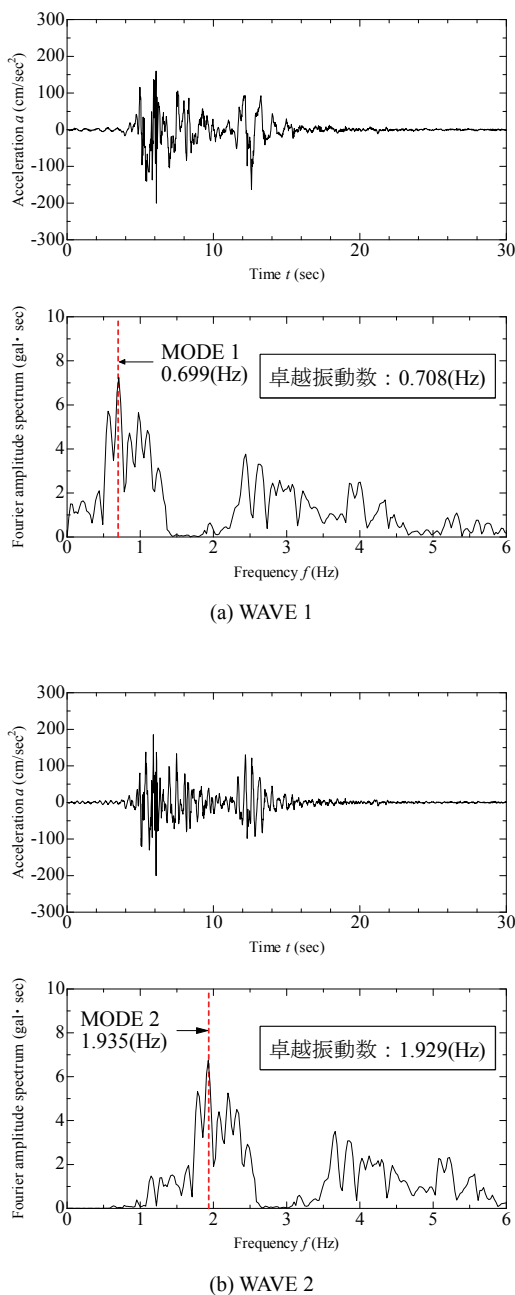 300
200
100
0
-100
-200
-300
Acceleration a (cm/sec²)
0 10 20 30
Time t (sec)
10
8
6
4
2
0
Fourier amplitude spectrum (gal・sec)
MODE 1
0.699(Hz)
卓越振動数：0.708(Hz)
0 1 2 3 4 5 6
Frequency f (Hz)
(a) WAVE 1
300
200
100
0
-100
-200
-300
Acceleration a (cm/sec²)
0 10 20 30
Time t (sec)
10
8
6
4
2
0
Fourier amplitude spectrum (gal・sec)
MODE 2
1.935(Hz)
卓越振動数：1.929(Hz)
0 1 2 3 4 5 6
Frequency f (Hz)
(b) WAVE 2